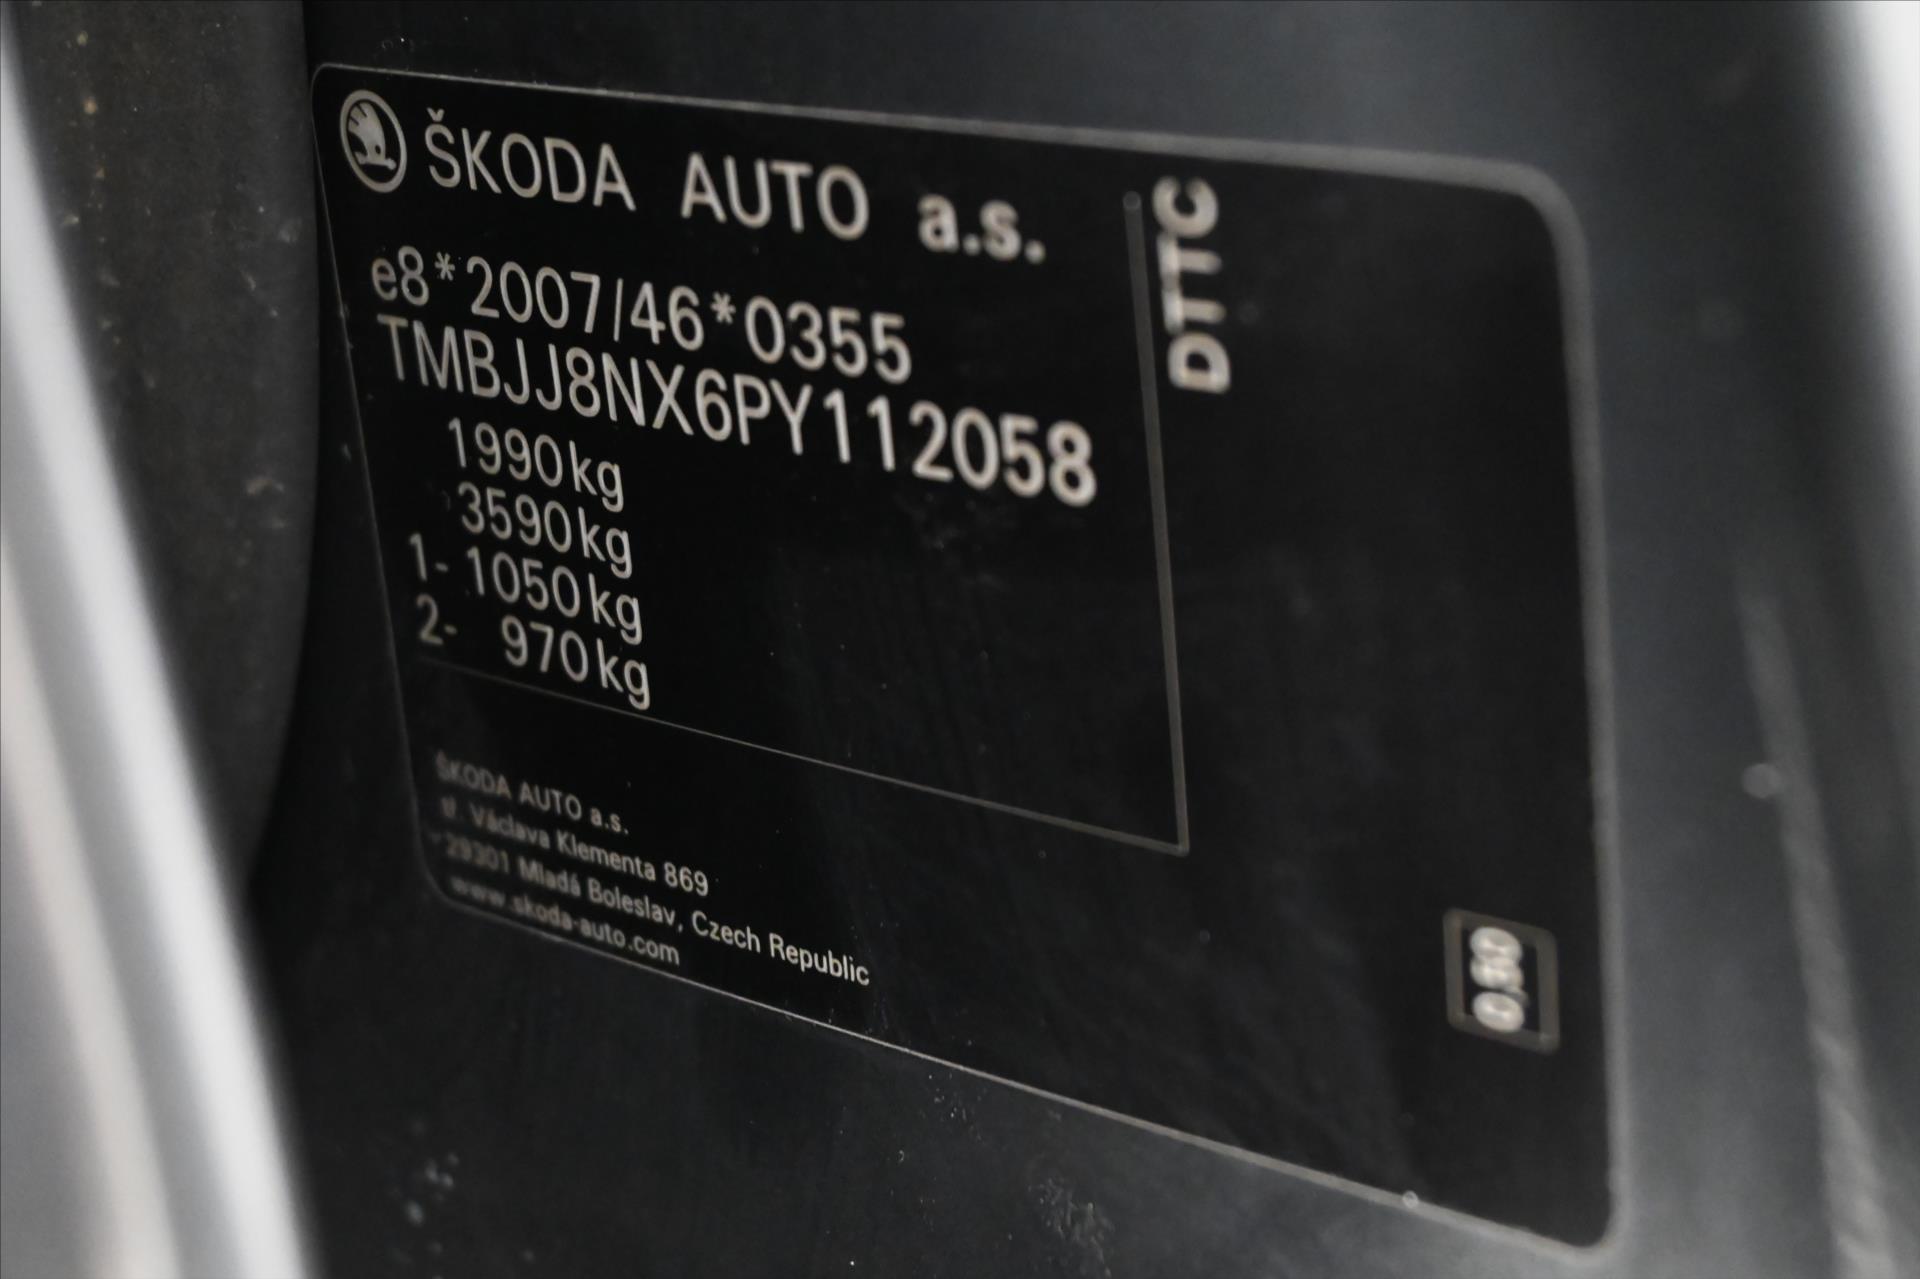 ŠKODA AUTO a.s.
e8*2007/46*0355
TMBJJ8NX6PY112058
1990kg
3590kg
1- 1050kg
2- 970kg
DTTC
ŠKODA AUTO a.s.
tř. Václava Klementa 869
29301 Mladá Boleslav, Czech Republic
www.skoda-auto.com